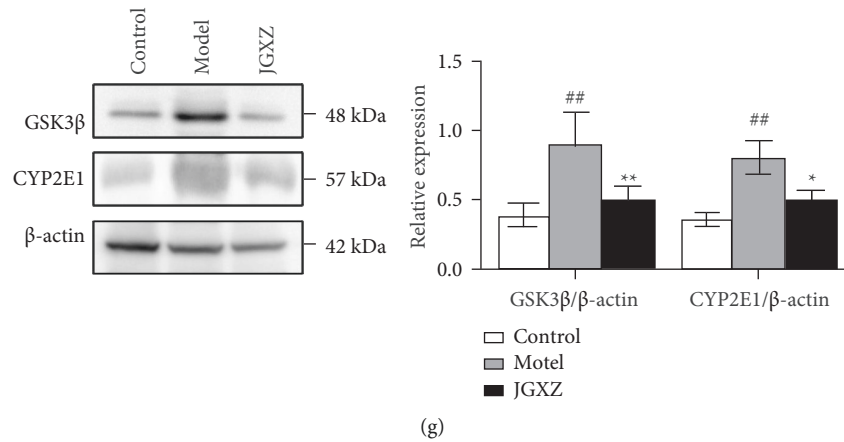 Control
Model
JGXZ
GSK3β
48 kDa
CYP2E1
57 kDa
β-actin
42 kDa
Relative expression
1.5
1.0
0.5
0.0
##
**
##
*
GSK3β/β-actin
CYP2E1/β-actin
Control
Motel
JGXZ
(g)